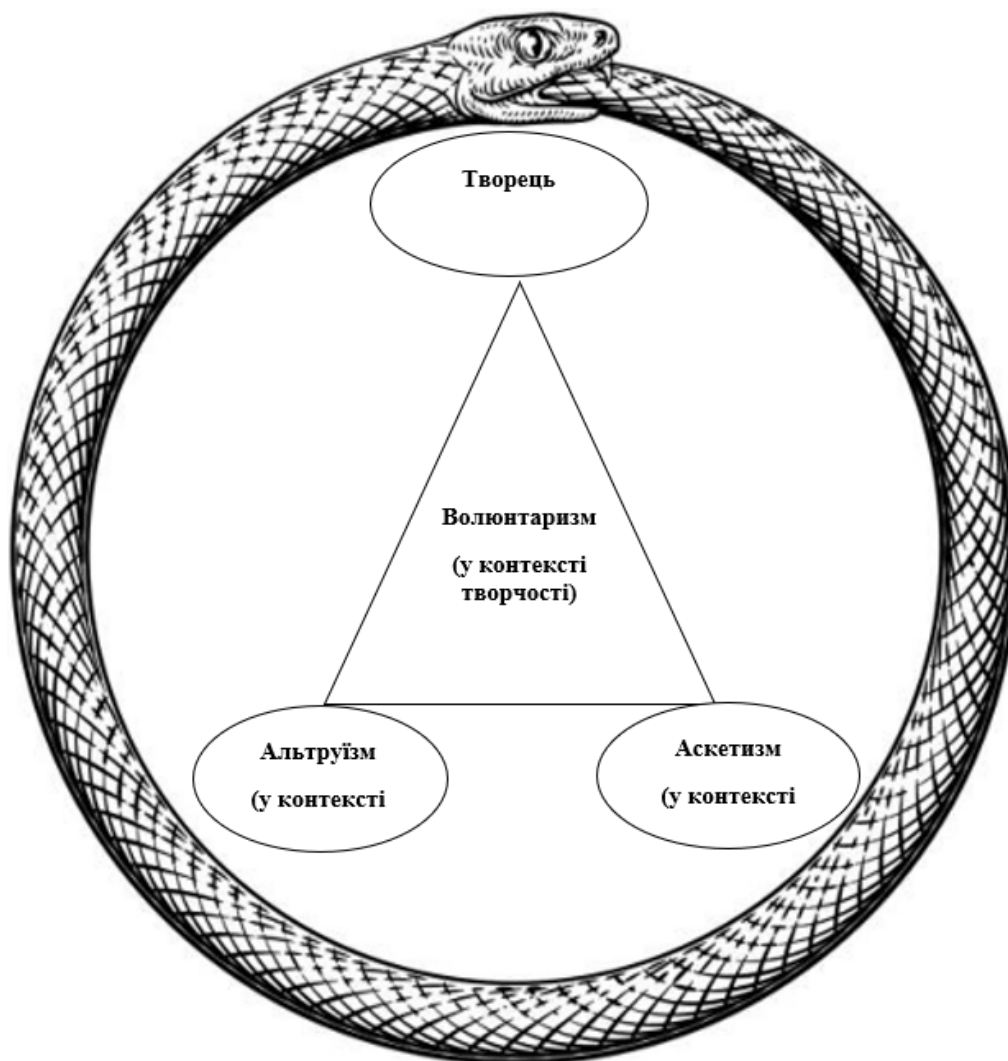 Творець
Волюнтаризм
(у контексті
творчості)
Альтруїзм
(у контексті
Аскетизм
(у контексті